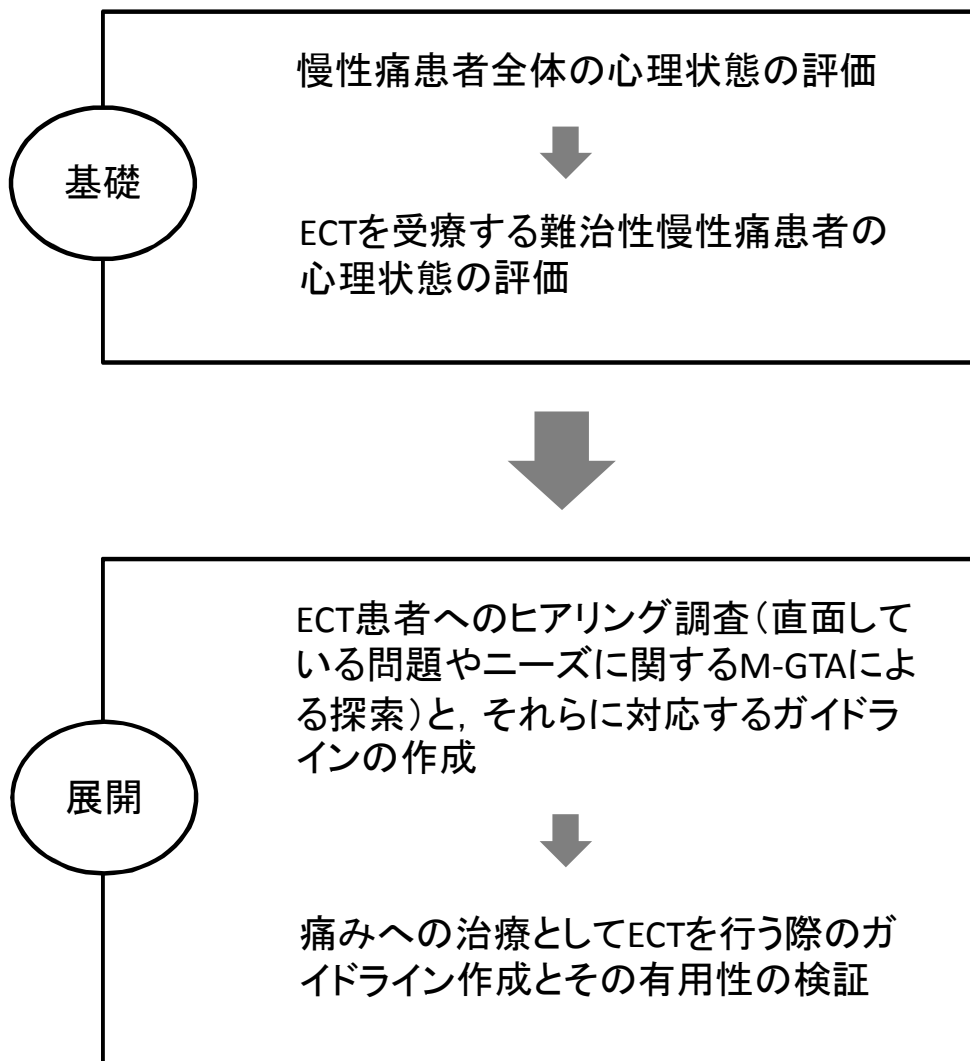 慢性痛患者全体の心理状態の評価
基礎
ECTを受療する難治性慢性痛患者の
心理状態の評価
ECT患者へのヒアリング調査（直面して
いる問題やニーズに関するM-GTAによ
る探索）と，それらに対応するガイドラ
インの作成
展開
痛みへの治療としてECTを行う際のガ
イドライン作成とその有用性の検証